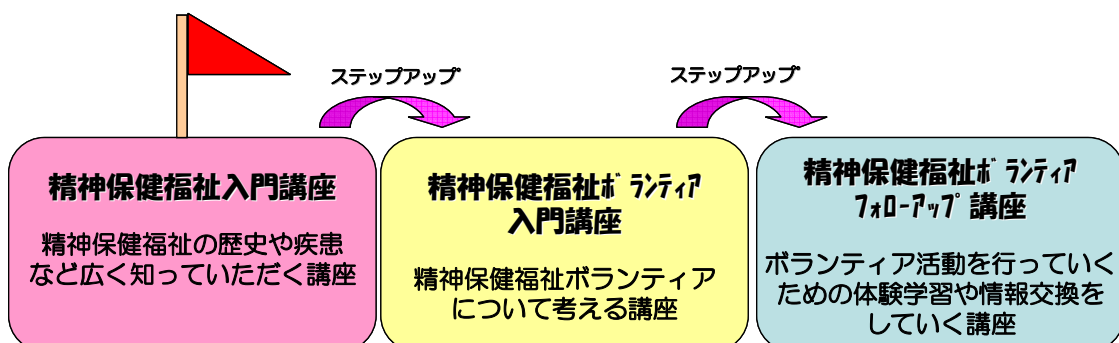 ステップアップ
ステップアップ
精神保健福祉入門講座
精神保健福祉の歴史や疾患
など広く知っていただく講座
精神保健福祉ﾎﾞﾗﾝﾃｨｱ
入門講座
精神保健福祉ボランティア
について考える講座
精神保健福祉ﾎﾞﾗﾝﾃｨｱ
ﾌｫﾛｰｱｯﾌﾟ講座
ボランティア活動を行っていく
ための体験学習や情報交換を
していく講座